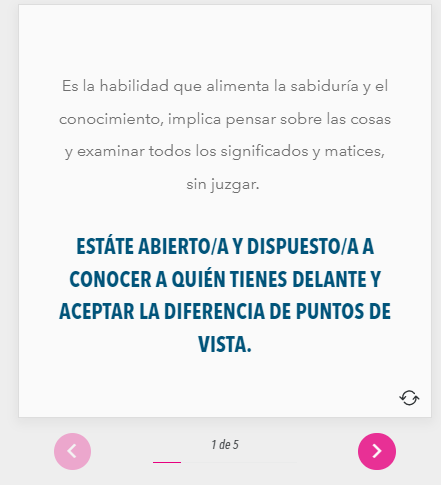 Es la habilidad que alimenta la sabiduría y el
conocimiento, implica pensar sobre las cosas
y examinar todos los significados y matices,
sin juzgar.
ESTÁTE ABIERTO/A Y DISPUESTO/A A
CONOCER A QUIÉN TIENES DELANTE Y
ACEPTAR LA DIFERENCIA DE PUNTOS DE
VISTA.
1 de 5